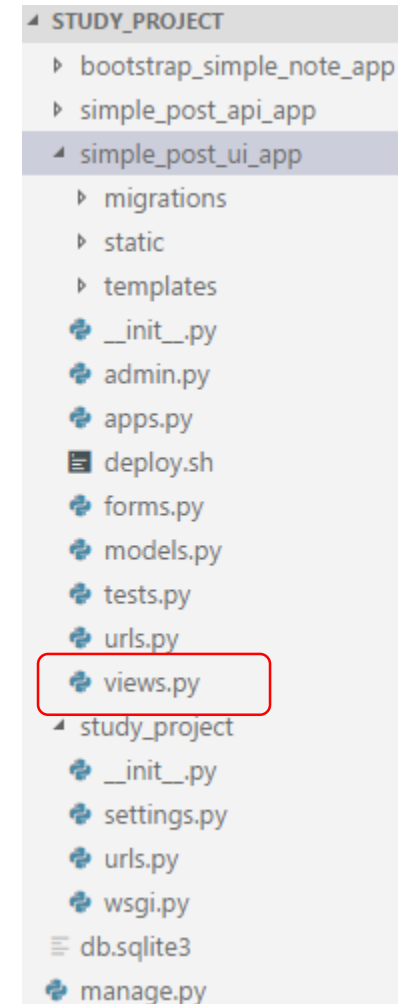 STUDY_PROJECT
bootstrap_simple_note_app
simple_post_api_app
simple_post_ui_app
migrations
static
templates
__init__.py
admin.py
apps.py
deploy.sh
forms.py
models.py
tests.py
urls.py
views.py
study_project
__init__.py
settings.py
urls.py
wsgi.py
db.sqlite3
manage.py